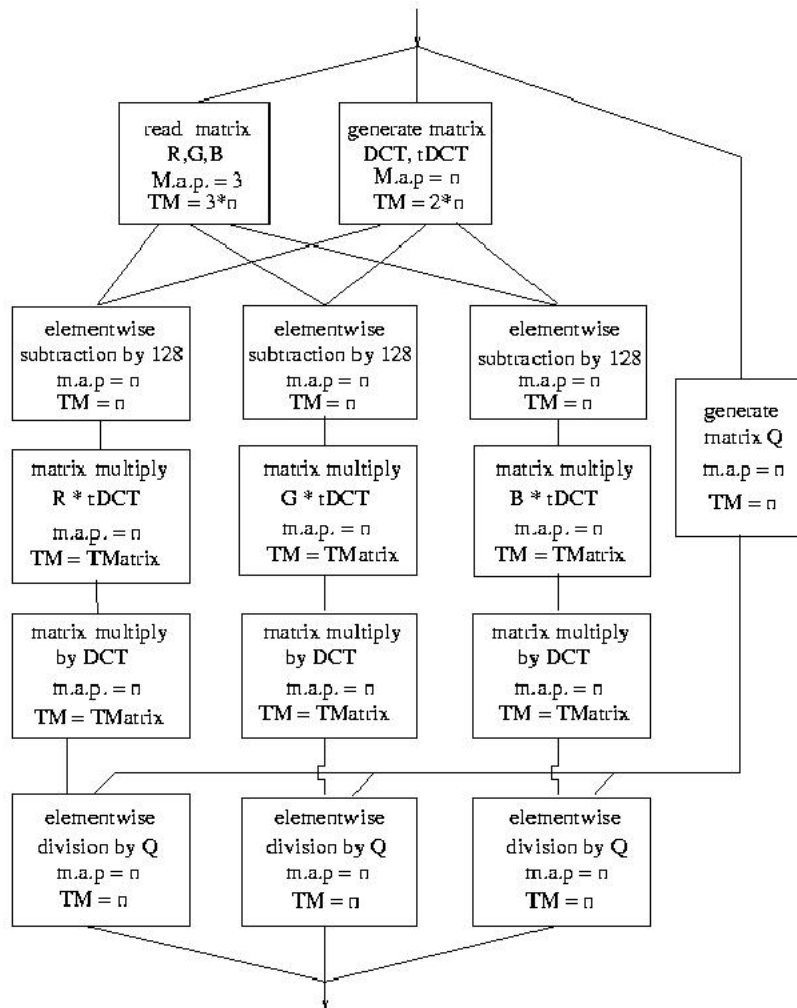 read matrix
R,G,B
M.a.p. = 3
TM = 3*n
generate matrix
DCT, tDCT
M.a.p = n
TM = 2*n
elementwise
subtraction by 128
m.a.p = n
TM = n
elementwise
subtraction by 128
m.a.p = n
TM = n
elementwise
subtraction by 128
m.a.p = n
TM = n
generate
matrix Q
m.a.p = n
TM = n
matrix multiply
R * tDCT
m.a.p. = n
TM = TMatrix
matrix multiply
G * tDCT
m.a.p. = n
TM = TMatrix
matrix multiply
B * tDCT
m.a.p. = n
TM = TMatrix
matrix multiply
by DCT
m.a.p. = n
TM = TMatrix
matrix multiply
by DCT
m.a.p. = n
TM = TMatrix
matrix multiply
by DCT
m.a.p. = n
TM = TMatrix
elementwise
division by Q
m.a.p = n
TM = n
elementwise
division by Q
m.a.p = n
TM = n
elementwise
division by Q
m.a.p = n
TM = n